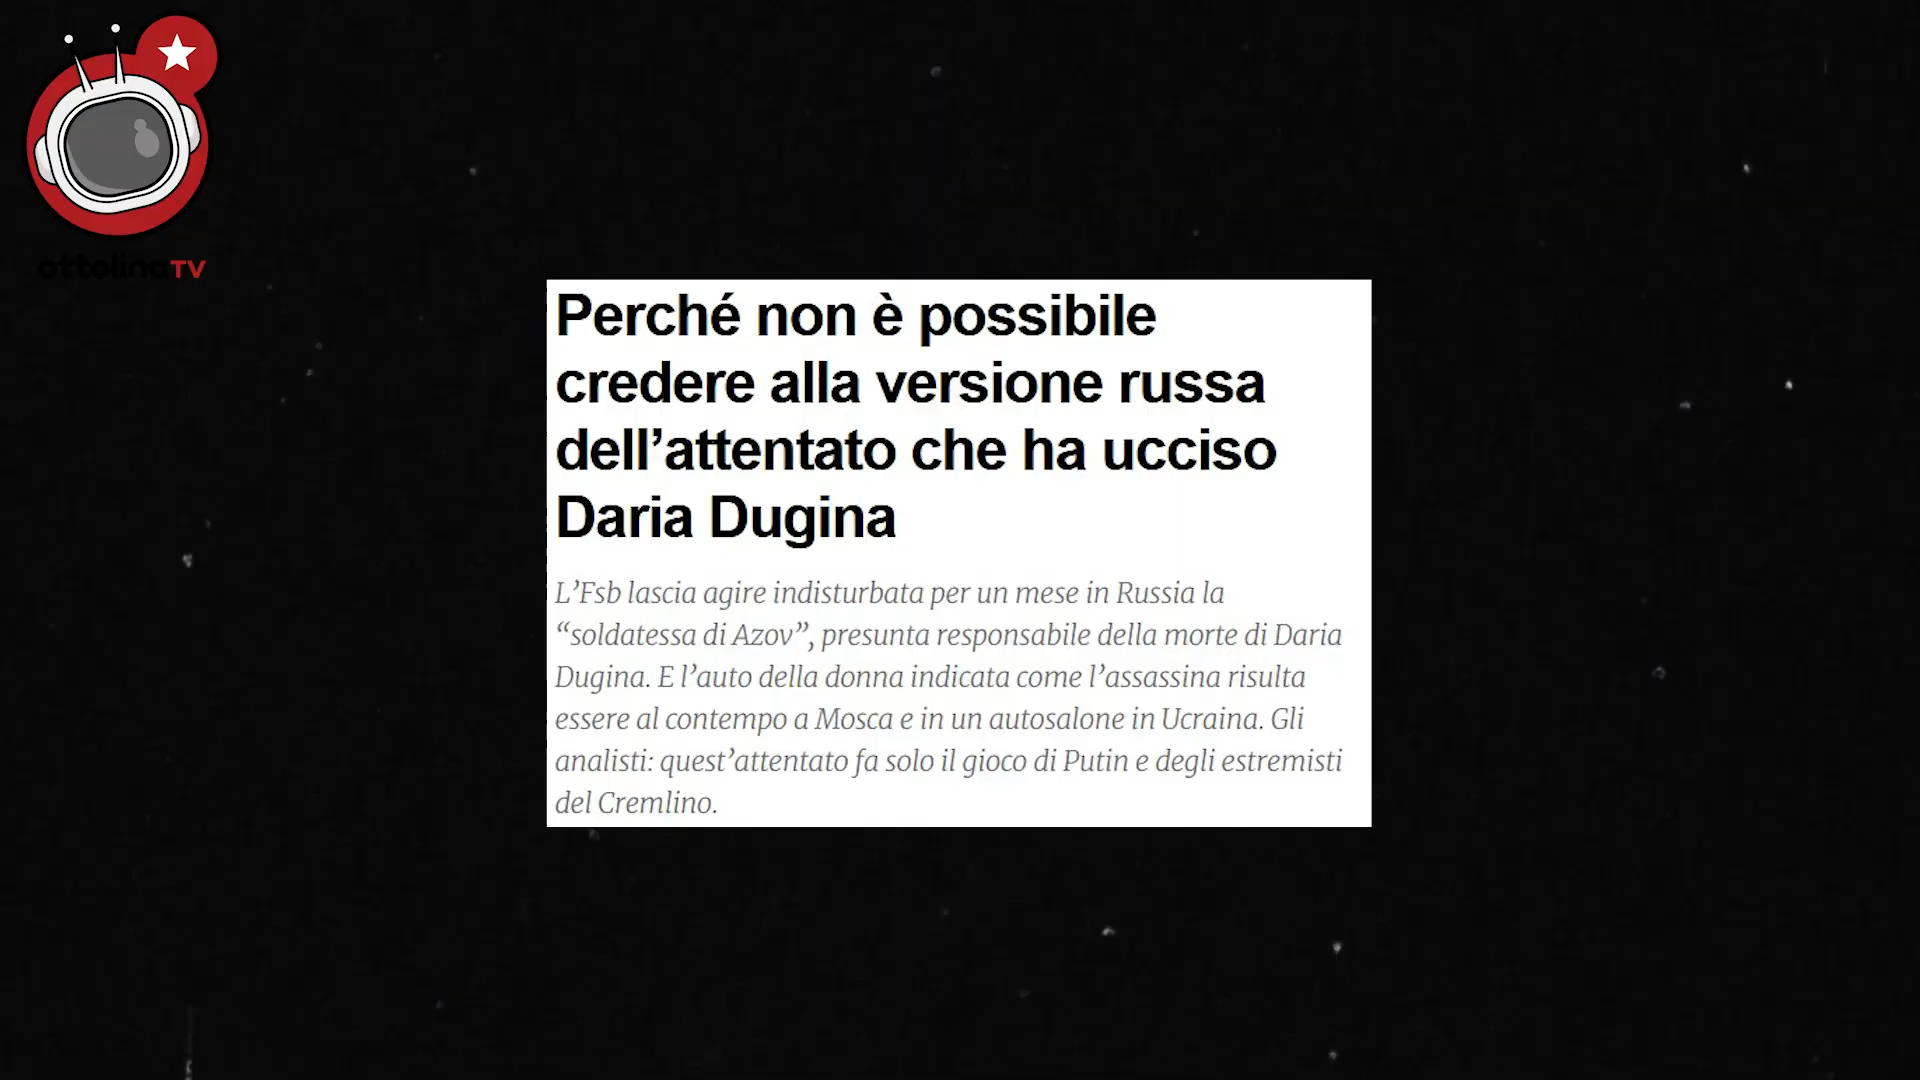 ottolinaTV
Perché non è possibile
credere alla versione russa
dell’attentato che ha ucciso
Daria Dugina
L’Fsb lascia agire indisturbata per un mese in Russia la
“soldatessa di Azov”, presunta responsabile della morte di Daria
Dugina. E l’auto della donna indicata come l’assassina risulta
essere al contempo a Mosca e in un autosalone in Ucraina. Gli
analisti: quest’attentato fa solo il gioco di Putin e degli estremisti
del Cremlino.